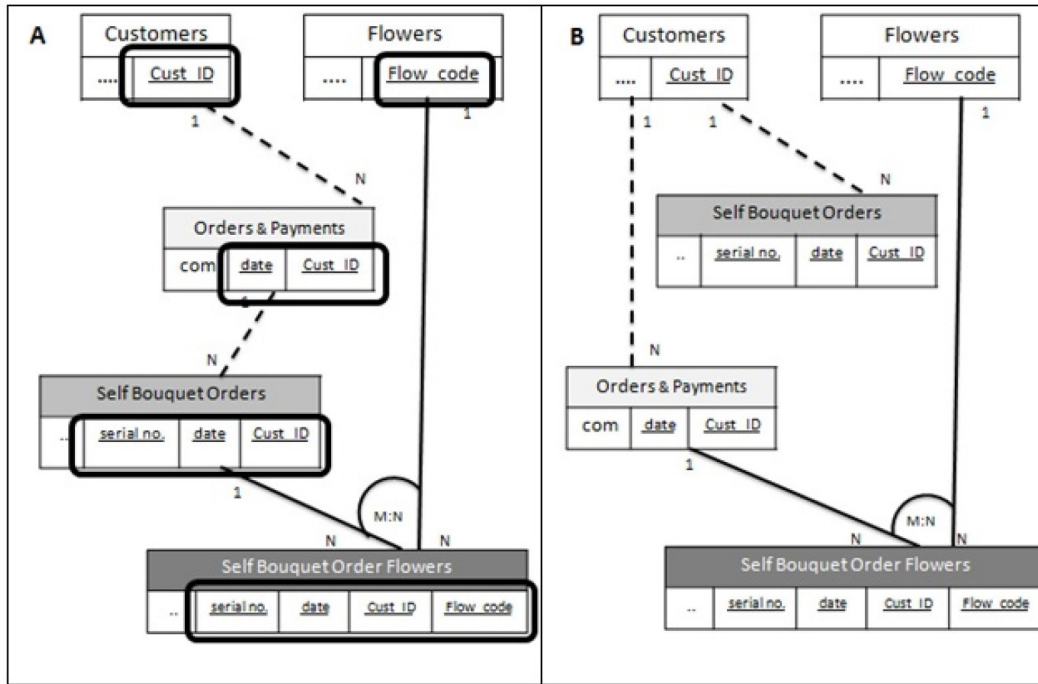 A
Customers
.... Cust_ID
Flowers
.... Flow_code
1
1
N
Orders & Payments
com date Cust_ID
1
N
Self Bouquet Orders
.. serial no. date Cust_ID
1
M:N
N
N
Self Bouquet Order Flowers
.. serial no. date Cust_ID Flow_code
B
Customers
.... Cust_ID
Flowers
.... Flow_code
1
1
1
N
Self Bouquet Orders
.. serial no. date Cust_ID
N
Orders & Payments
com date Cust_ID
1
M:N
N
N
Self Bouquet Order Flowers
.. serial no. date Cust_ID Flow_code